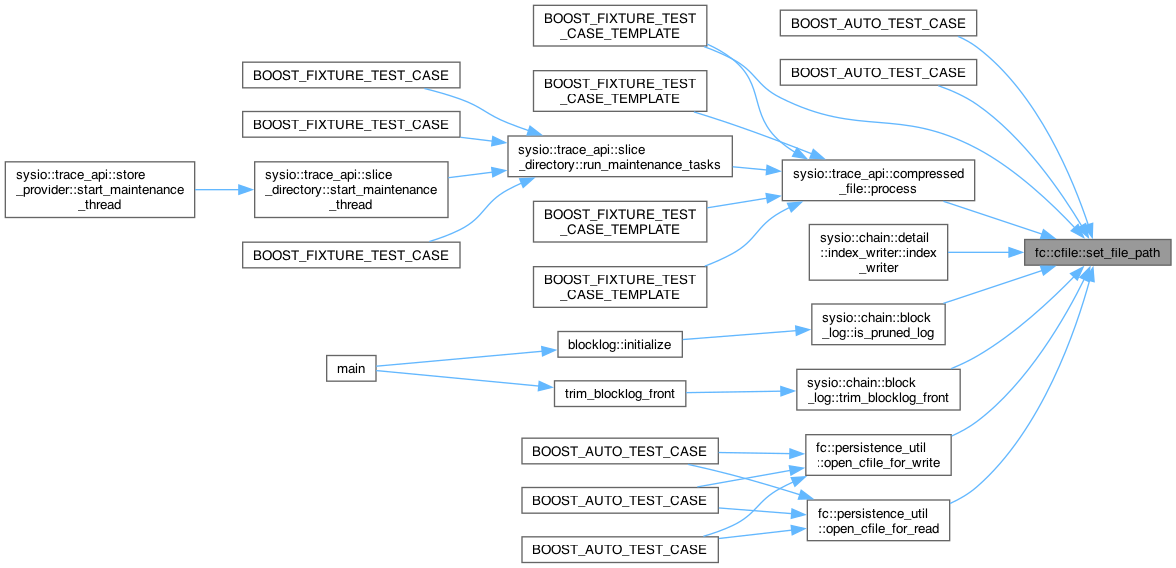 BOOST_FIXTURE_TEST
_CASE_TEMPLATE
BOOST_AUTO_TEST_CASE
BOOST_AUTO_TEST_CASE
BOOST_FIXTURE_TEST_CASE
BOOST_FIXTURE_TEST
_CASE_TEMPLATE
BOOST_FIXTURE_TEST_CASE
sysio::trace_api::slice
_directory::run_maintenance_tasks
sysio::trace_api::store
_provider::start_maintenance
_thread
sysio::trace_api::slice
_directory::start_maintenance
_thread
sysio::trace_api::compressed
_file::process
BOOST_FIXTURE_TEST
_CASE_TEMPLATE
BOOST_FIXTURE_TEST_CASE
sysio::chain::detail
::index_writer::index
_writer
fc::cfile::set_file_path
BOOST_FIXTURE_TEST
_CASE_TEMPLATE
sysio::chain::block
_log::is_pruned_log
blocklog::initialize
main
trim_blocklog_front
sysio::chain::block
_log::trim_blocklog_front
BOOST_AUTO_TEST_CASE
fc::persistence_util
::open_cfile_for_write
BOOST_AUTO_TEST_CASE
fc::persistence_util
::open_cfile_for_read
BOOST_AUTO_TEST_CASE